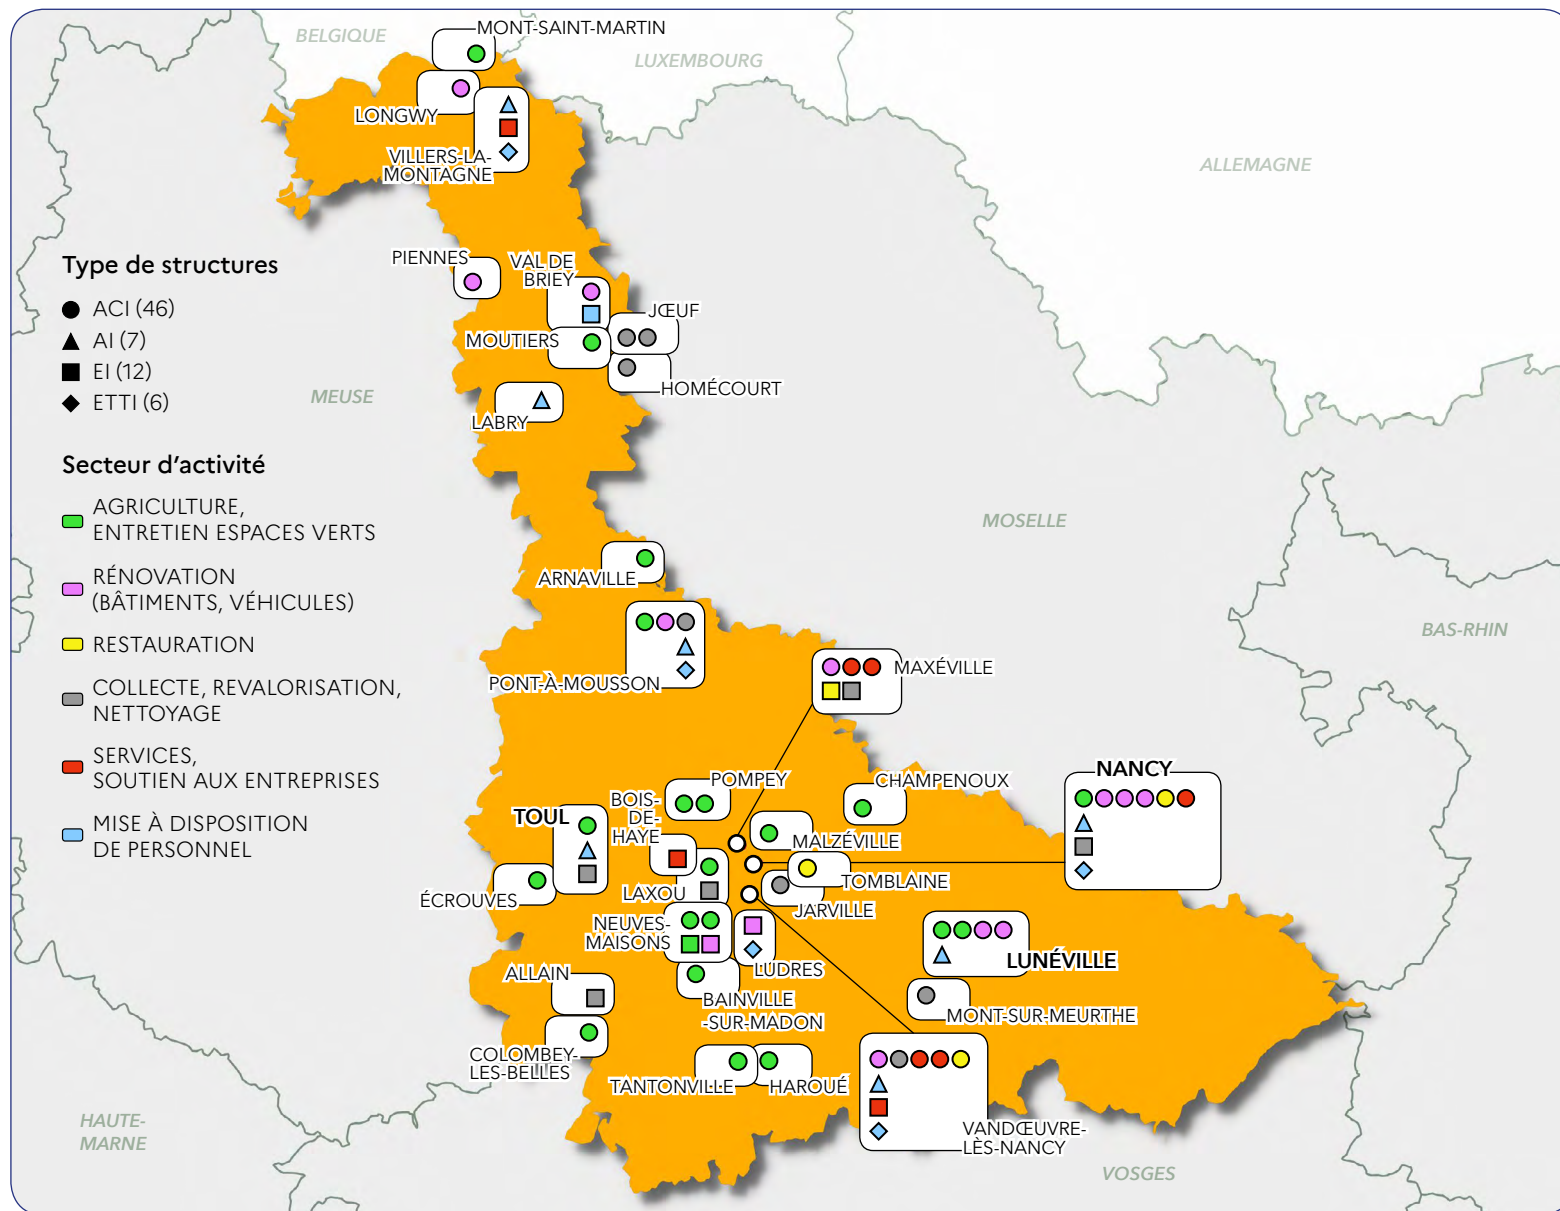 BELGIQUE
MONT-SAINT-MARTIN
LUXEMBOURG
LONGWY
VILLERS-LA-
MONTAGNE
ALLEMAGNE
Type de structures
ACI (46)
AI (7)
EI (12)
ETTI (6)
PIENNES
VAL DE
BRIEY
JŒUF
MOUTIERS
HOMÉCOURT
MEUSE
LABRY
Secteur d'activité
AGRICULTURE,
ENTRETIEN ESPACES VERTS
RÉNOVATION
(BÂTIMENTS, VÉHICULES)
RESTAURATION
COLLECTE, REVALORISATION,
NETTOYAGE
SERVICES,
SOUTIEN AUX ENTREPRISES
MISE À DISPOSITION
DE PERSONNEL
MOSELLE
ARNAVILLE
BAS-RHIN
PONT-À-MOUSSON
MAXÉVILLE
POMPEY
CHAMPENOUX
NANCY
BOIS-
DE-
HAYE
TOUL
MALZÉVILLE
TOMBLAINE
ÉCROUVES
LAXOU
JARVILLE
NEUVES-
MAISONS
LUDRES
LUNÉVILLE
ALLAIN
BAINVILLE
-SUR-MADON
MONT-SUR-MEURTHE
COLOMBEY-
LES-BELLES
TANTONVILLE
HAROUÉ
VANDŒUVRE-
LÈS-NANCY
HAUTE-
MARNE
VOSGES